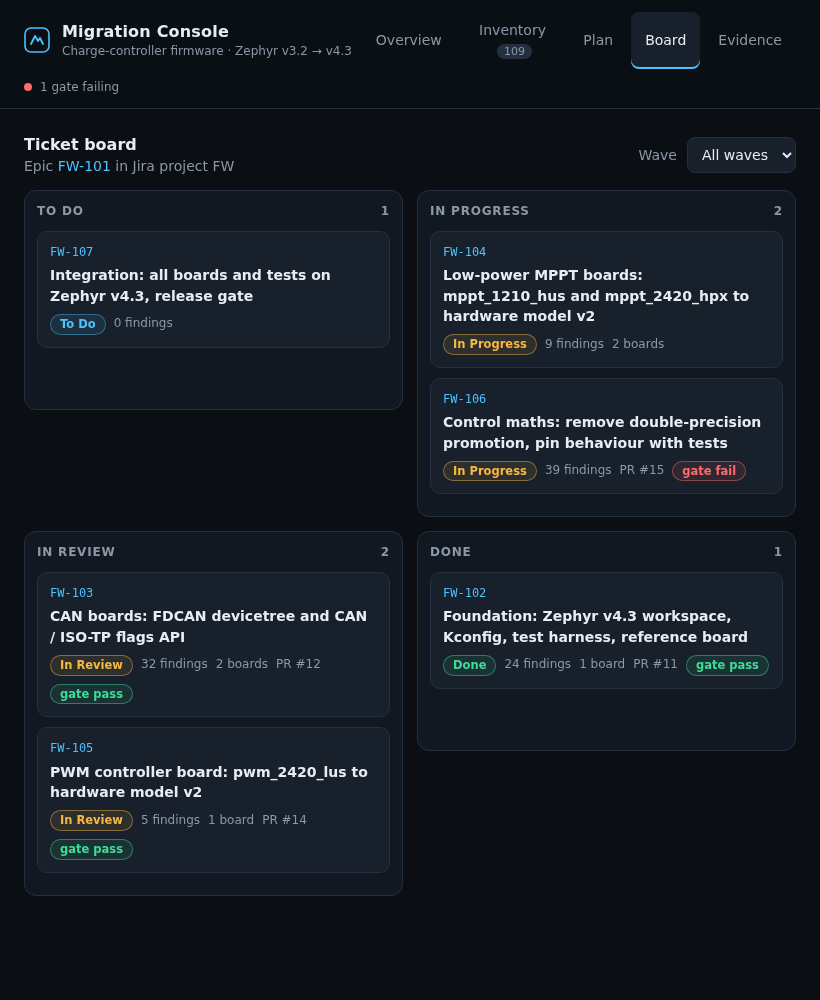 Migration Console
Charge-controller firmware · Zephyr v3.2 → v4.3
Overview
Inventory
109
Plan
Board
Evidence
1 gate failing
Ticket board
Epic FW-101 in Jira project FW
Wave
All waves
TO DO
1
FW-107
Integration: all boards and tests on
Zephyr v4.3, release gate
To Do 0 findings
IN PROGRESS
2
FW-104
Low-power MPPT boards:
mppt_1210_hus and mppt_2420_hpx to
hardware model v2
In Progress 9 findings 2 boards
FW-106
Control maths: remove double-precision
promotion, pin behaviour with tests
In Progress 39 findings PR #15 gate fail
IN REVIEW
2
FW-103
CAN boards: FDCAN devicetree and CAN
/ ISO-TP flags API
In Review 32 findings 2 boards PR #12
gate pass
FW-105
PWM controller board: pwm_2420_lus to
hardware model v2
In Review 5 findings 1 board PR #14
gate pass
DONE
1
FW-102
Foundation: Zephyr v4.3 workspace,
Kconfig, test harness, reference board
Done 24 findings 1 board PR #11 gate pass